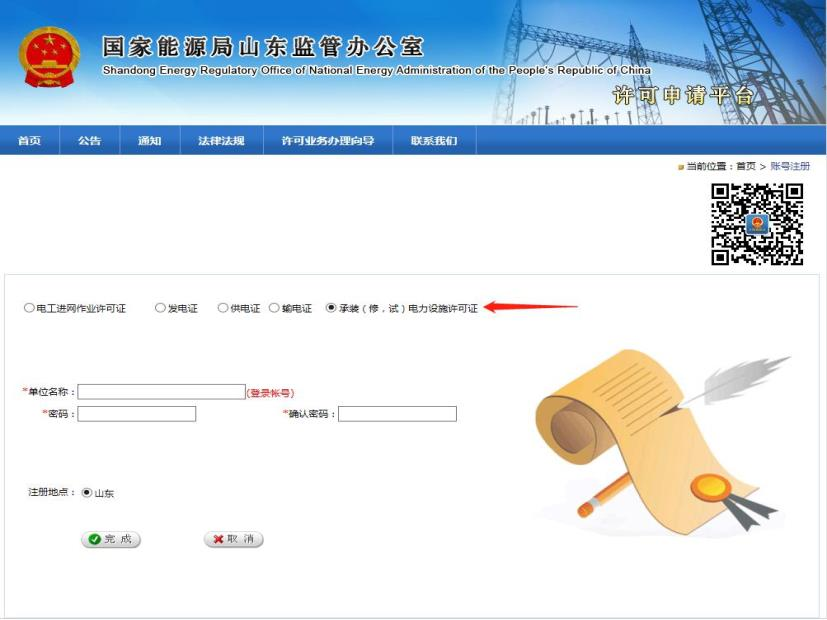 国家能源局山东监管办公室
Shandong Energy Regulatory Office of National Energy Administration of the People's Republic of China
许可申请平台
首页 公告 通知 法律法规 许可业务办理向导 联系我们
当前位置：首页 > 账号注册
电工进网作业许可证 发电证 供电证 输电证 承装（修，试）电力设施许可证
*单位名称： (登录帐号)
*密码： *确认密码：
注册地点： 山东
完 成 取 消